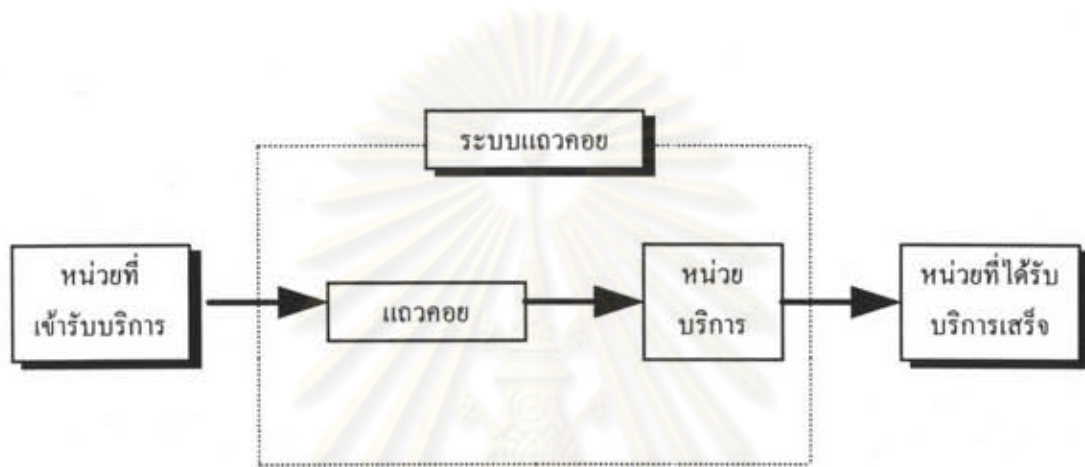 ระบบแถวคอย
หน่วยที่
เข้ารับบริการ
แถวคอย
หน่วย
บริการ
หน่วยที่ได้รับ
บริการเสร็จ